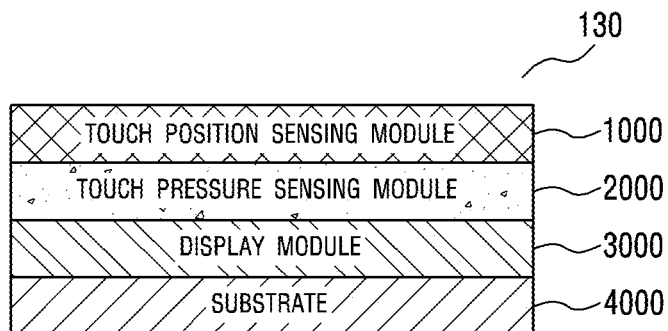 130
TOUCH POSITION SENSING MODULE 1000
TOUCH PRESSURE SENSING MODULE 2000
DISPLAY MODULE 3000
SUBSTRATE 4000